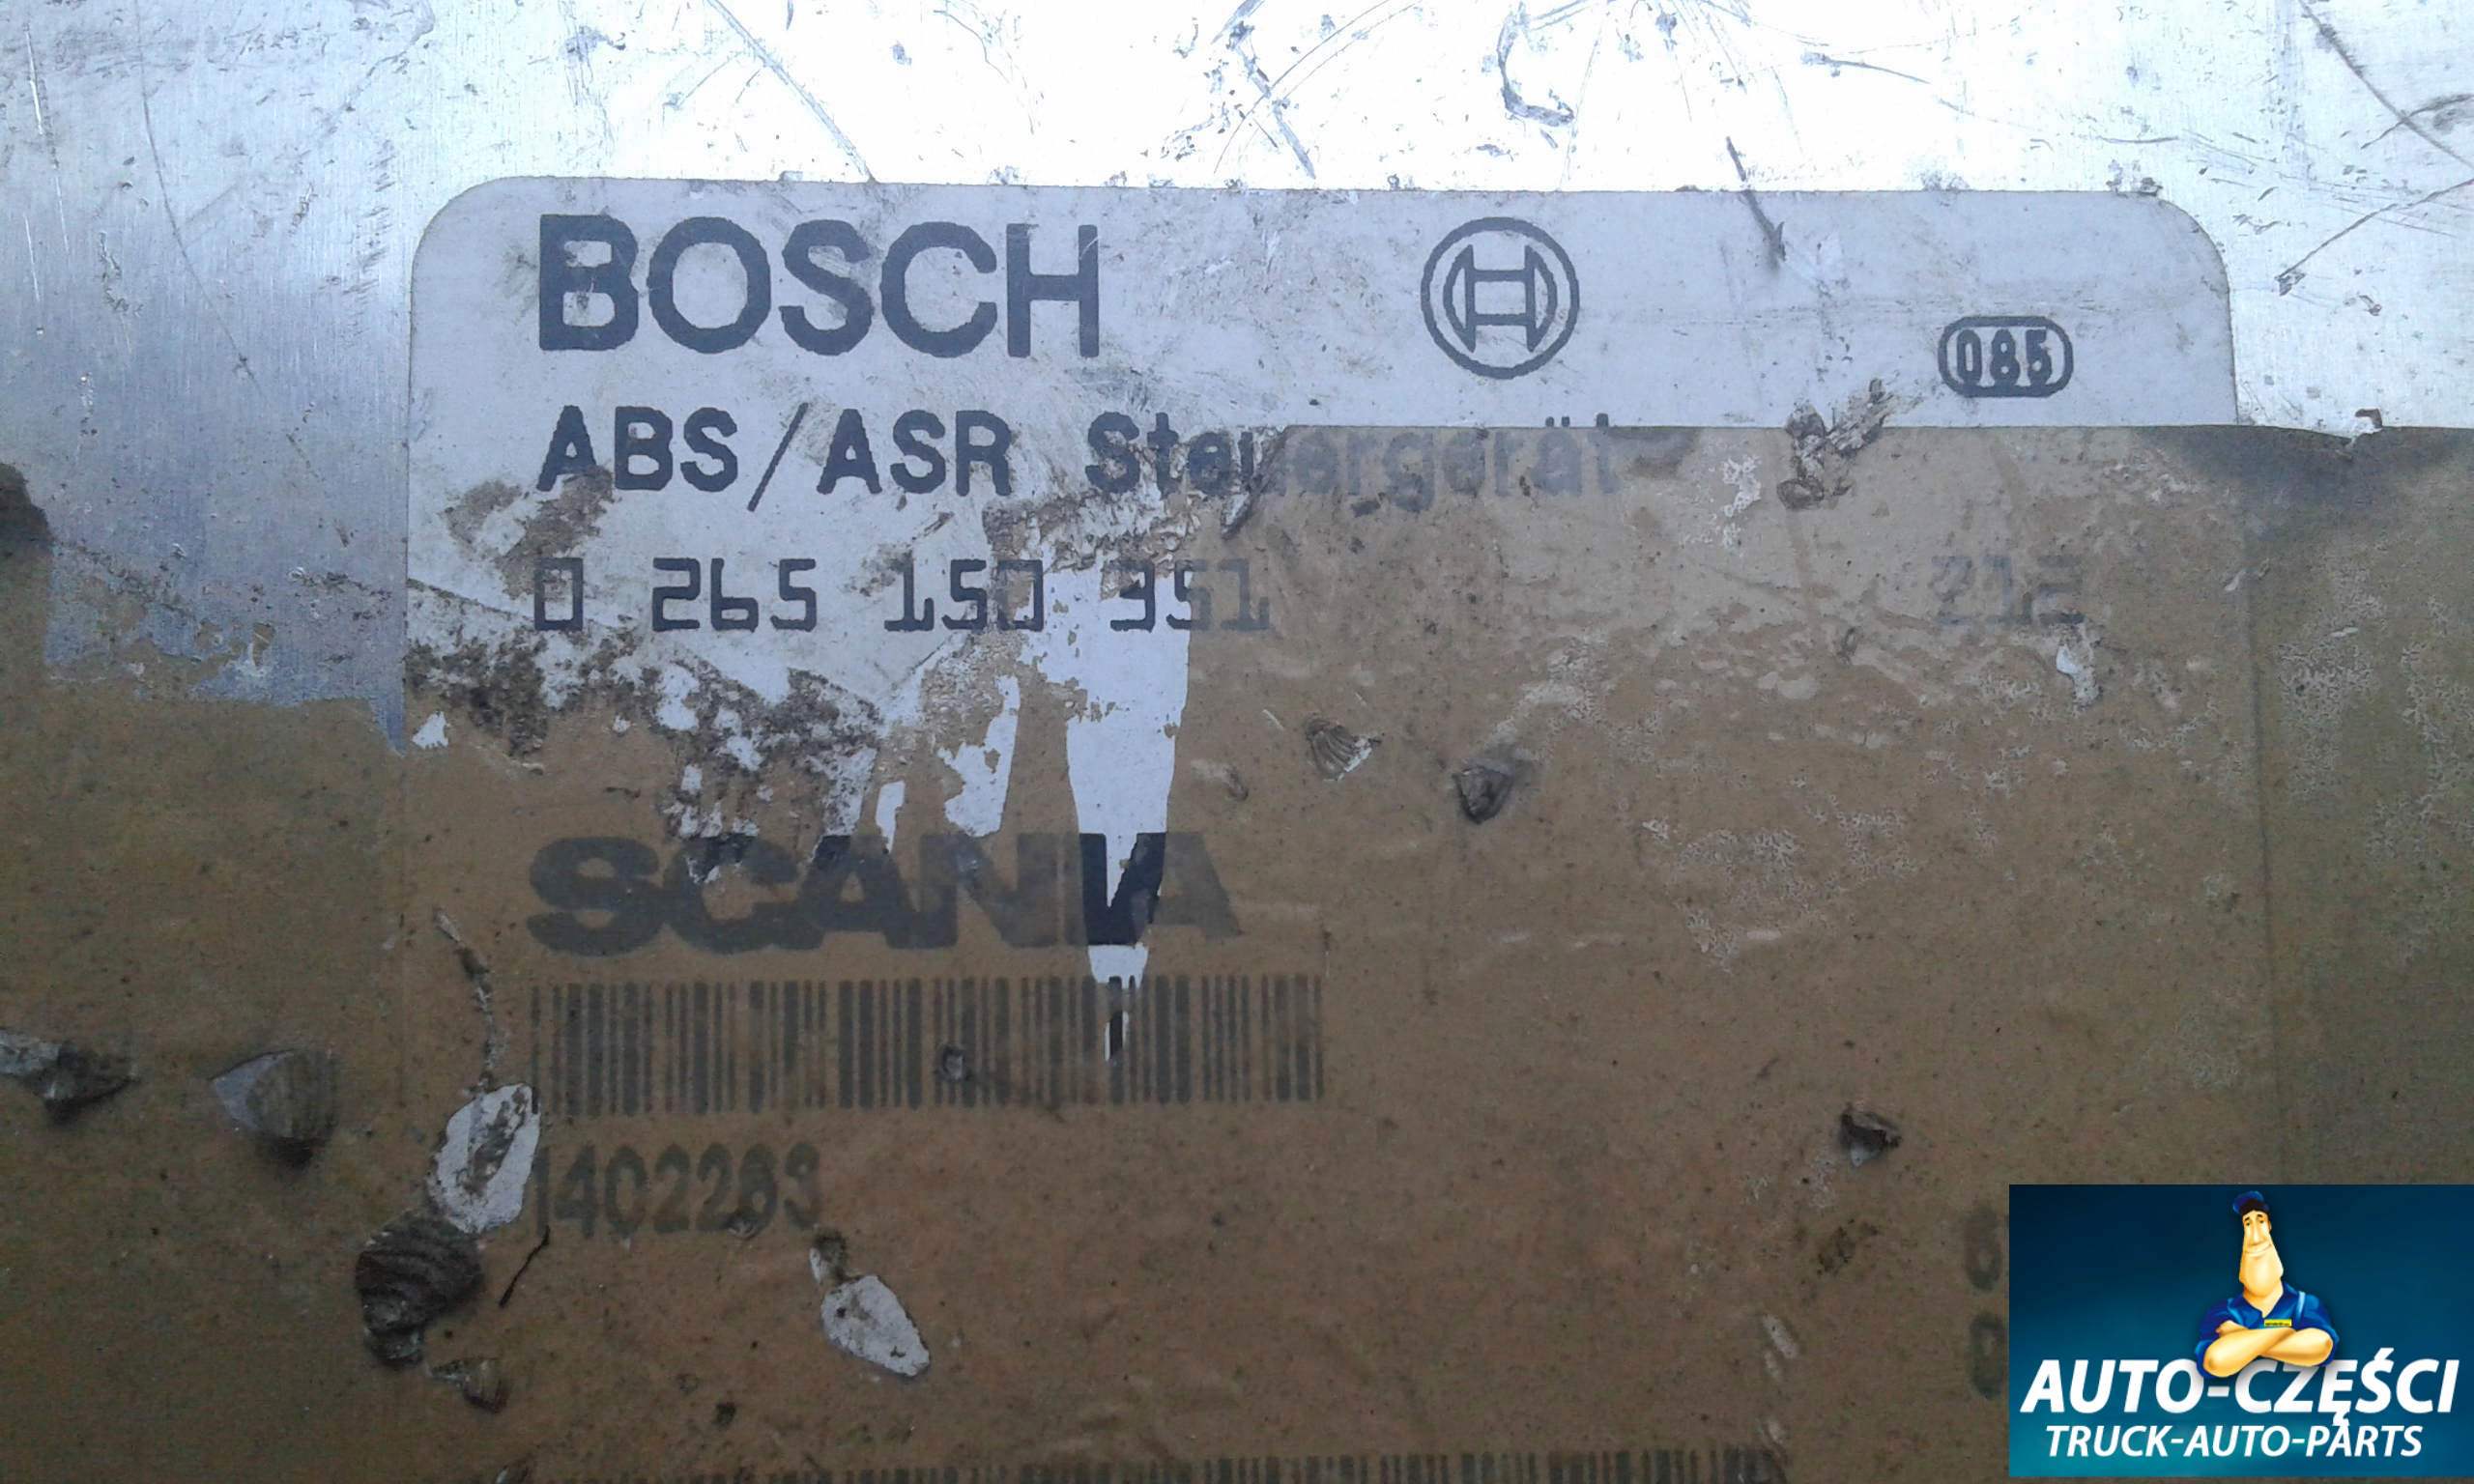 BOSCH
085
ABS/ASR Steuergerät
0 265 150 351
212
SCANIA
1402283
AUTO-CZĘŚCI
TRUCK-AUTO-PARTS